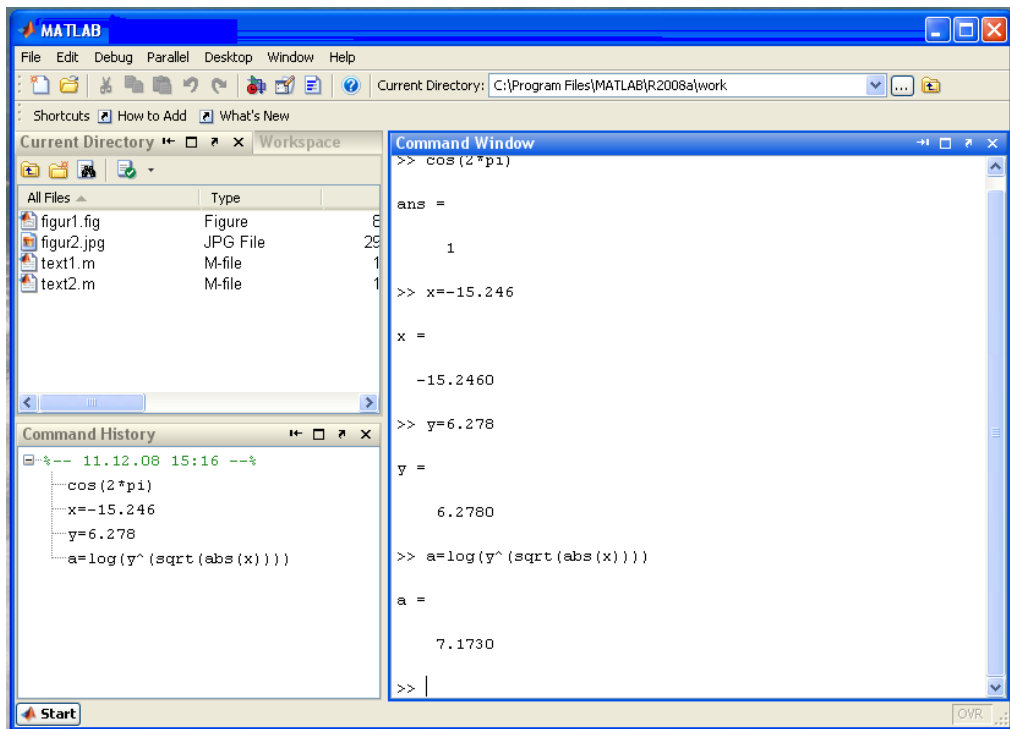 MATLAB
File Edit Debug Parallel Desktop Window Help
Current Directory: C:\Program Files\MATLAB\R2008a\work
Shortcuts How to Add What's New
Current Directory Workspace
All Files Type
figur1.fig Figure 8
figur2.jpg JPG File 29
text1.m M-file 1
text2.m M-file 1
Command History
%-- 11.12.08 15:16 --%
cos(2*pi)
x=-15.246
y=6.278
a=log(y^(sqrt(abs(x))))
Command Window
>> cos(2*pi)
ans =
1
>> x=-15.246
x =
-15.2460
>> y=6.278
y =
6.2780
>> a=log(y^(sqrt(abs(x))))
a =
7.1730
>>
Start
OVR